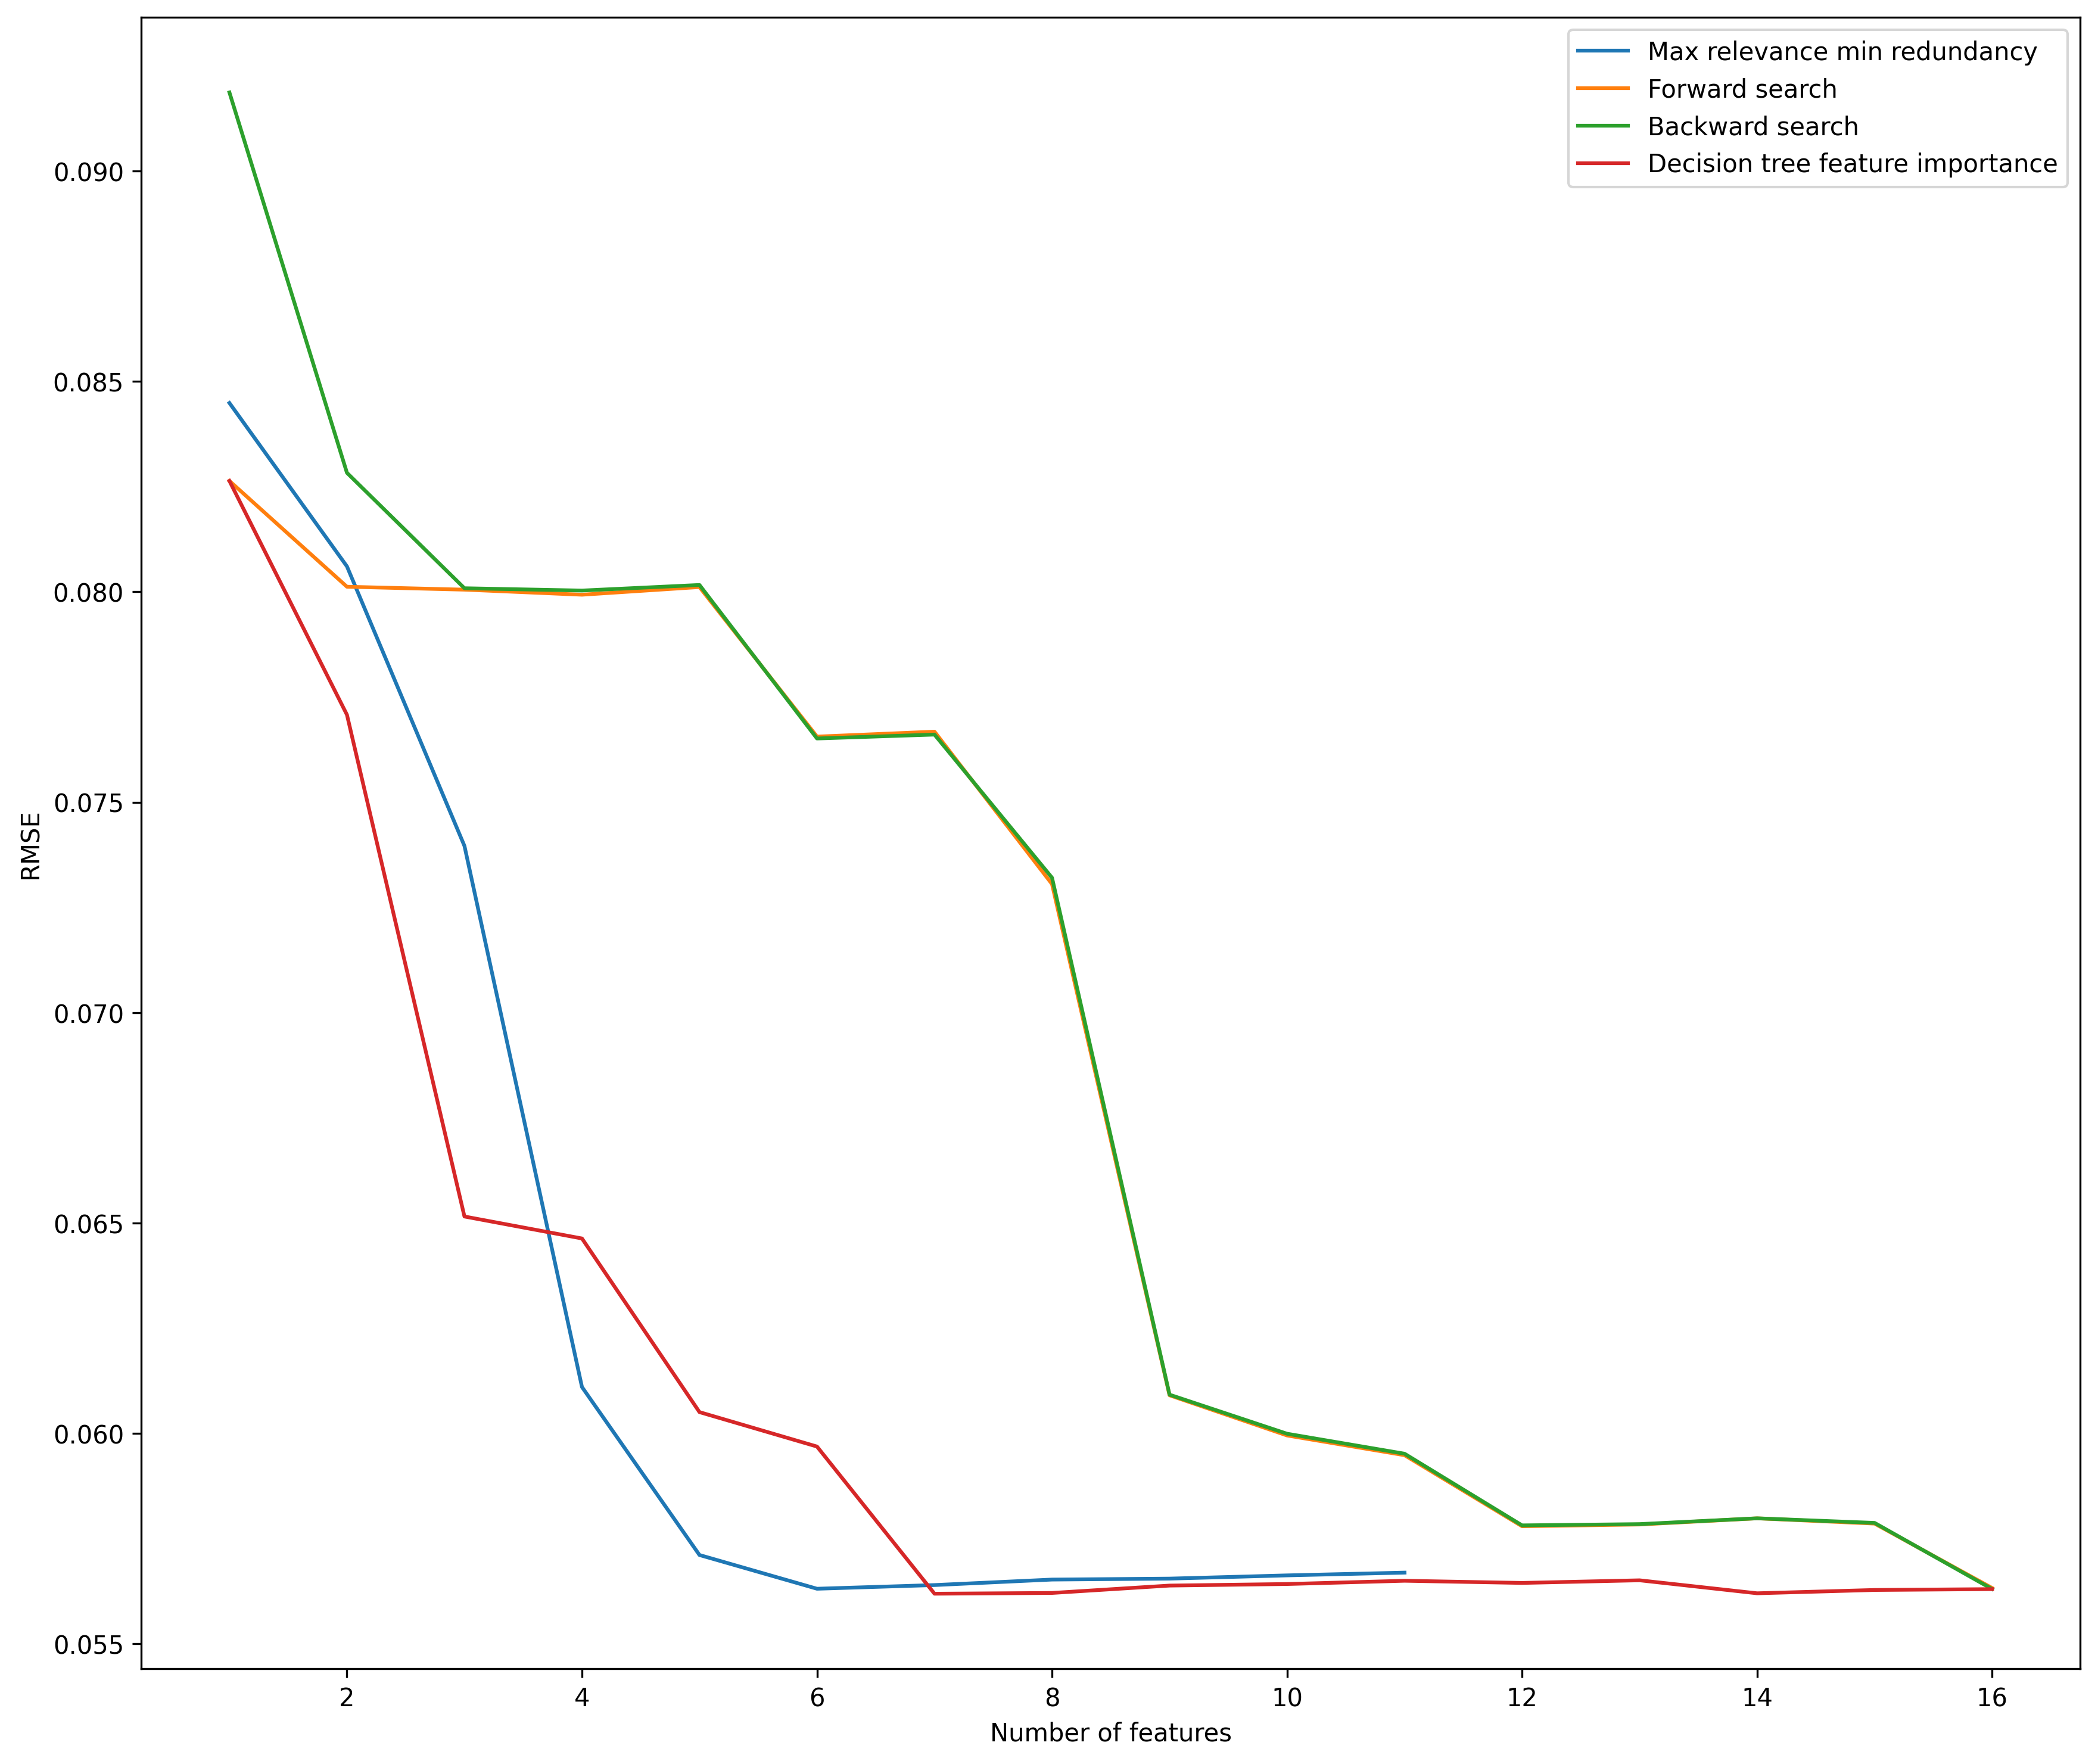 Max relevance min redundancy
Forward search
Backward search
Decision tree feature importance
0.090
0.085
0.080
0.075
0.070
0.065
0.060
0.055
RMSE
2 4 6 8 10 12 14 16
Number of features